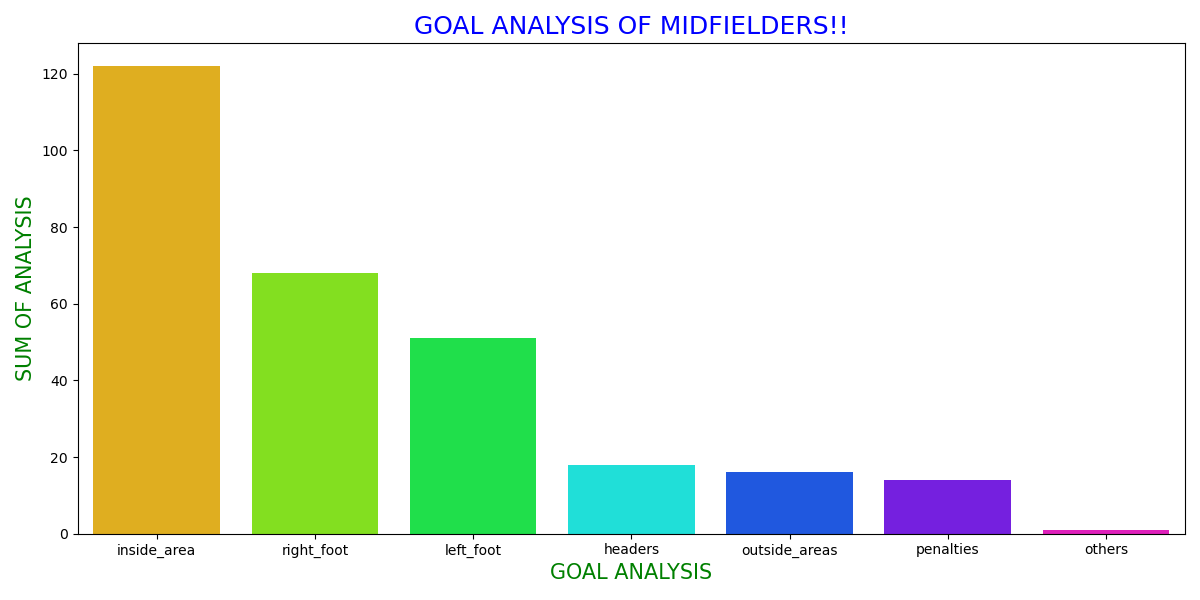 GOAL ANALYSIS OF MIDFIELDERS!!
SUM OF ANALYSIS
120
100
80
60
40
20
0
inside_area right_foot left_foot headers outside_areas penalties others
GOAL ANALYSIS